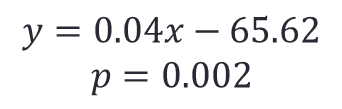 y = 0.04x − 65.62
p = 0.002